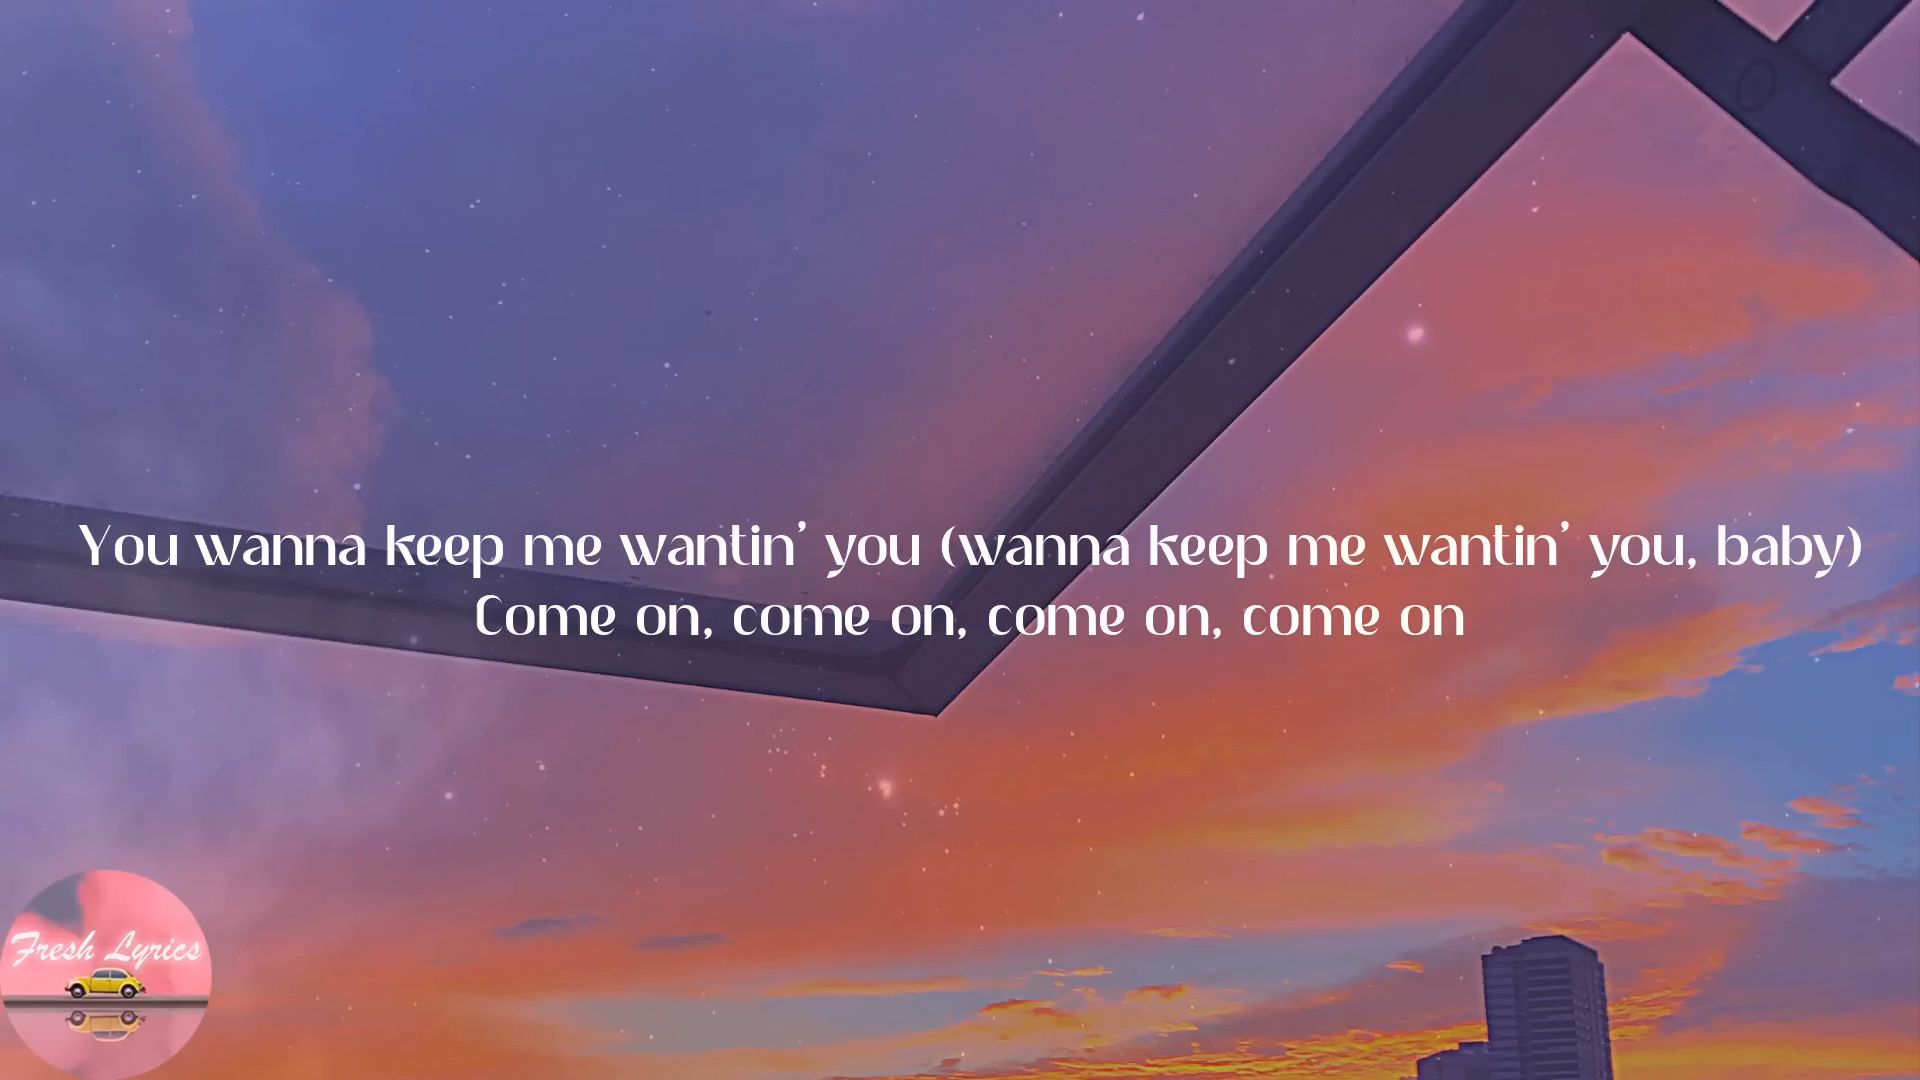 You wanna keep me wantin' you (wanna keep me wantin' you, baby)
Come on, come on, come on, come on
Fresh Lyrics